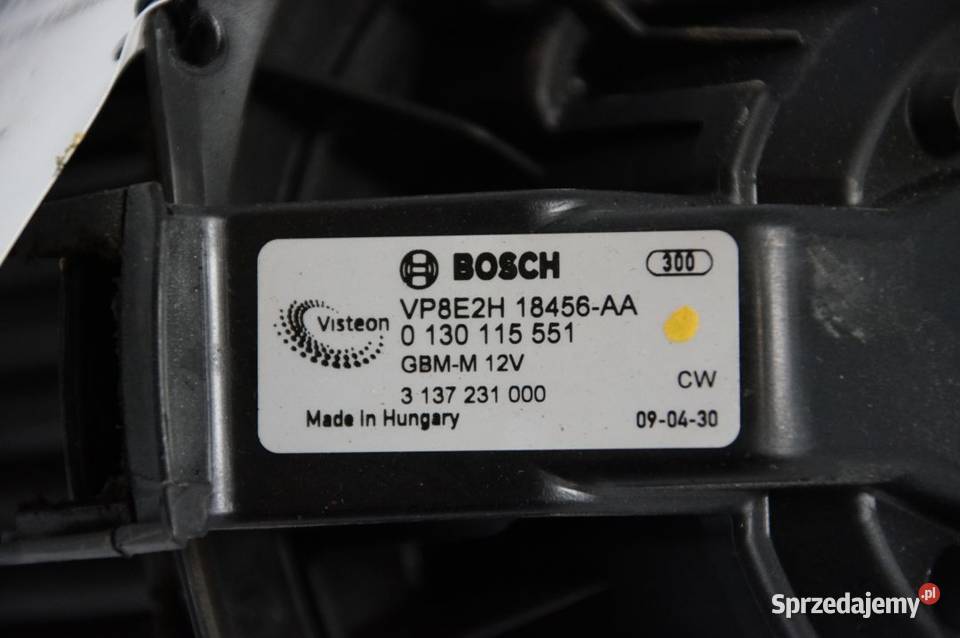 BOSCH
300
Visteon
VP8E2H 18456-AA
0 130 115 551
GBM-M 12V
CW
3 137 231 000
Made in Hungary
09-04-30
Sprzedajemy.pl